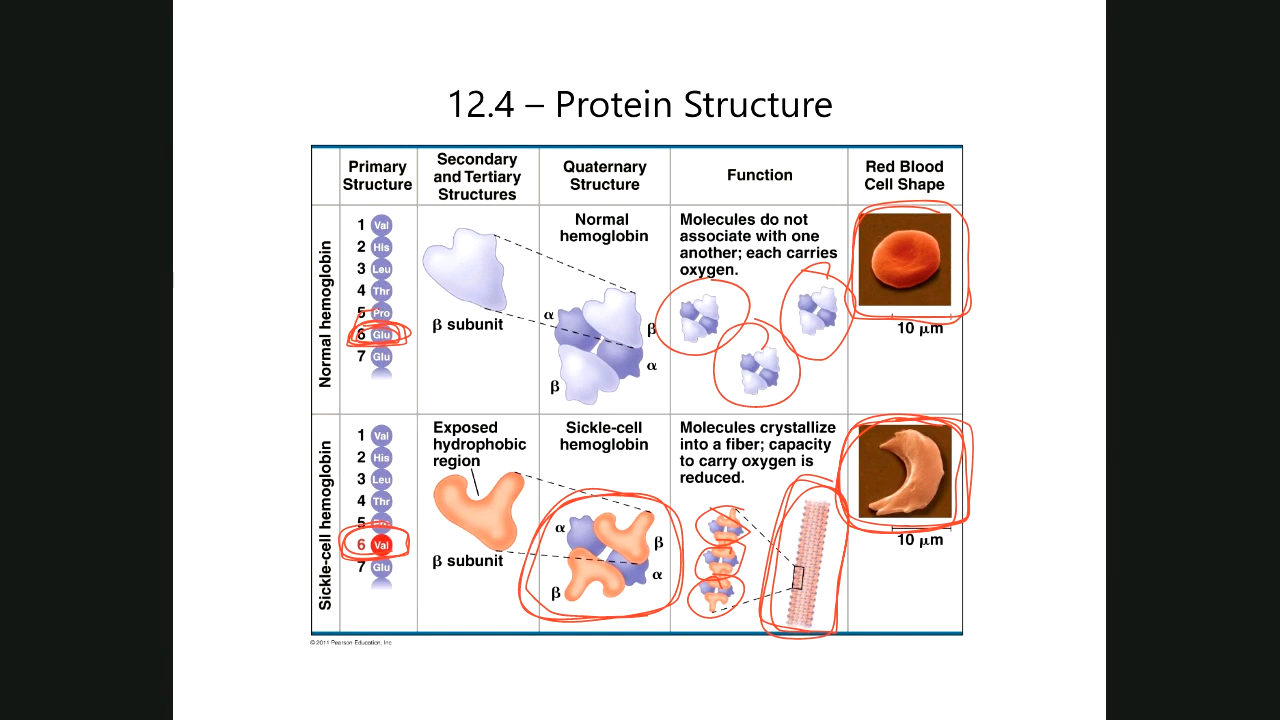 12.4 – Protein Structure
Primary
Structure
Secondary
and Tertiary
Structures
Quaternary
Structure
Function
Red Blood
Cell Shape
Normal hemoglobin
1 Val
2 His
3 Leu
4 Thr
5 Pro
6 Glu
7 Glu
β subunit
Normal
hemoglobin
α
β
α
β
Molecules do not
associate with one
another; each carries
oxygen.
10 μm
Sickle-cell hemoglobin
1 Val
2 His
3 Leu
4 Thr
5
6 Val
7 Glu
Exposed
hydrophobic
region
β subunit
Sickle-cell
hemoglobin
α
β
α
β
Molecules crystallize
into a fiber; capacity
to carry oxygen is
reduced.
10 μm
© 2011 Pearson Education, Inc.